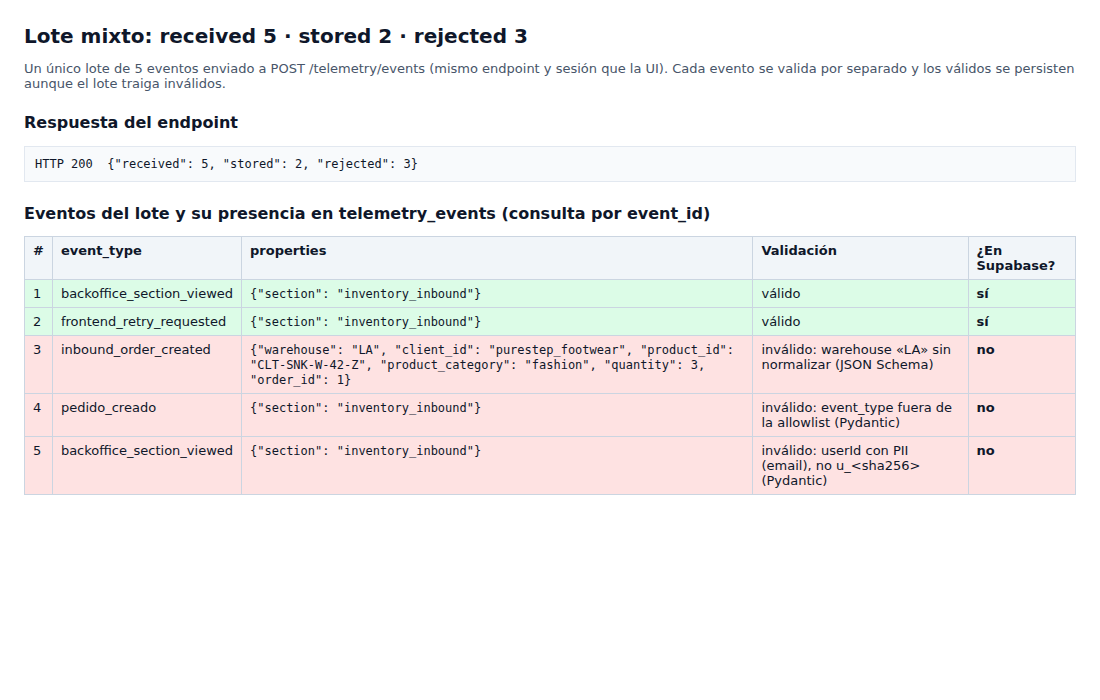 Lote mixto: received 5 · stored 2 · rejected 3
Un único lote de 5 eventos enviado a POST /telemetry/events (mismo endpoint y sesión que la UI). Cada evento se valida por separado y los válidos se persisten
aunque el lote traiga inválidos.
Respuesta del endpoint
HTTP 200  {"received": 5, "stored": 2, "rejected": 3}
Eventos del lote y su presencia en telemetry_events (consulta por event_id)
# event_type properties Validación ¿En
Supabase?
1 backoffice_section_viewed {"section": "inventory_inbound"} válido sí
2 frontend_retry_requested {"section": "inventory_inbound"} válido sí
3 inbound_order_created {"warehouse": "LA", "client_id": "purestep_footwear", "product_id": inválido: warehouse «LA» sin no
"CLT-SNK-W-42-Z", "product_category": "fashion", "quantity": 3, normalizar (JSON Schema)
"order_id": 1}
4 pedido_creado {"section": "inventory_inbound"} inválido: event_type fuera de no
la allowlist (Pydantic)
5 backoffice_section_viewed {"section": "inventory_inbound"} inválido: userId con PII no
(email), no u_<sha256>
(Pydantic)